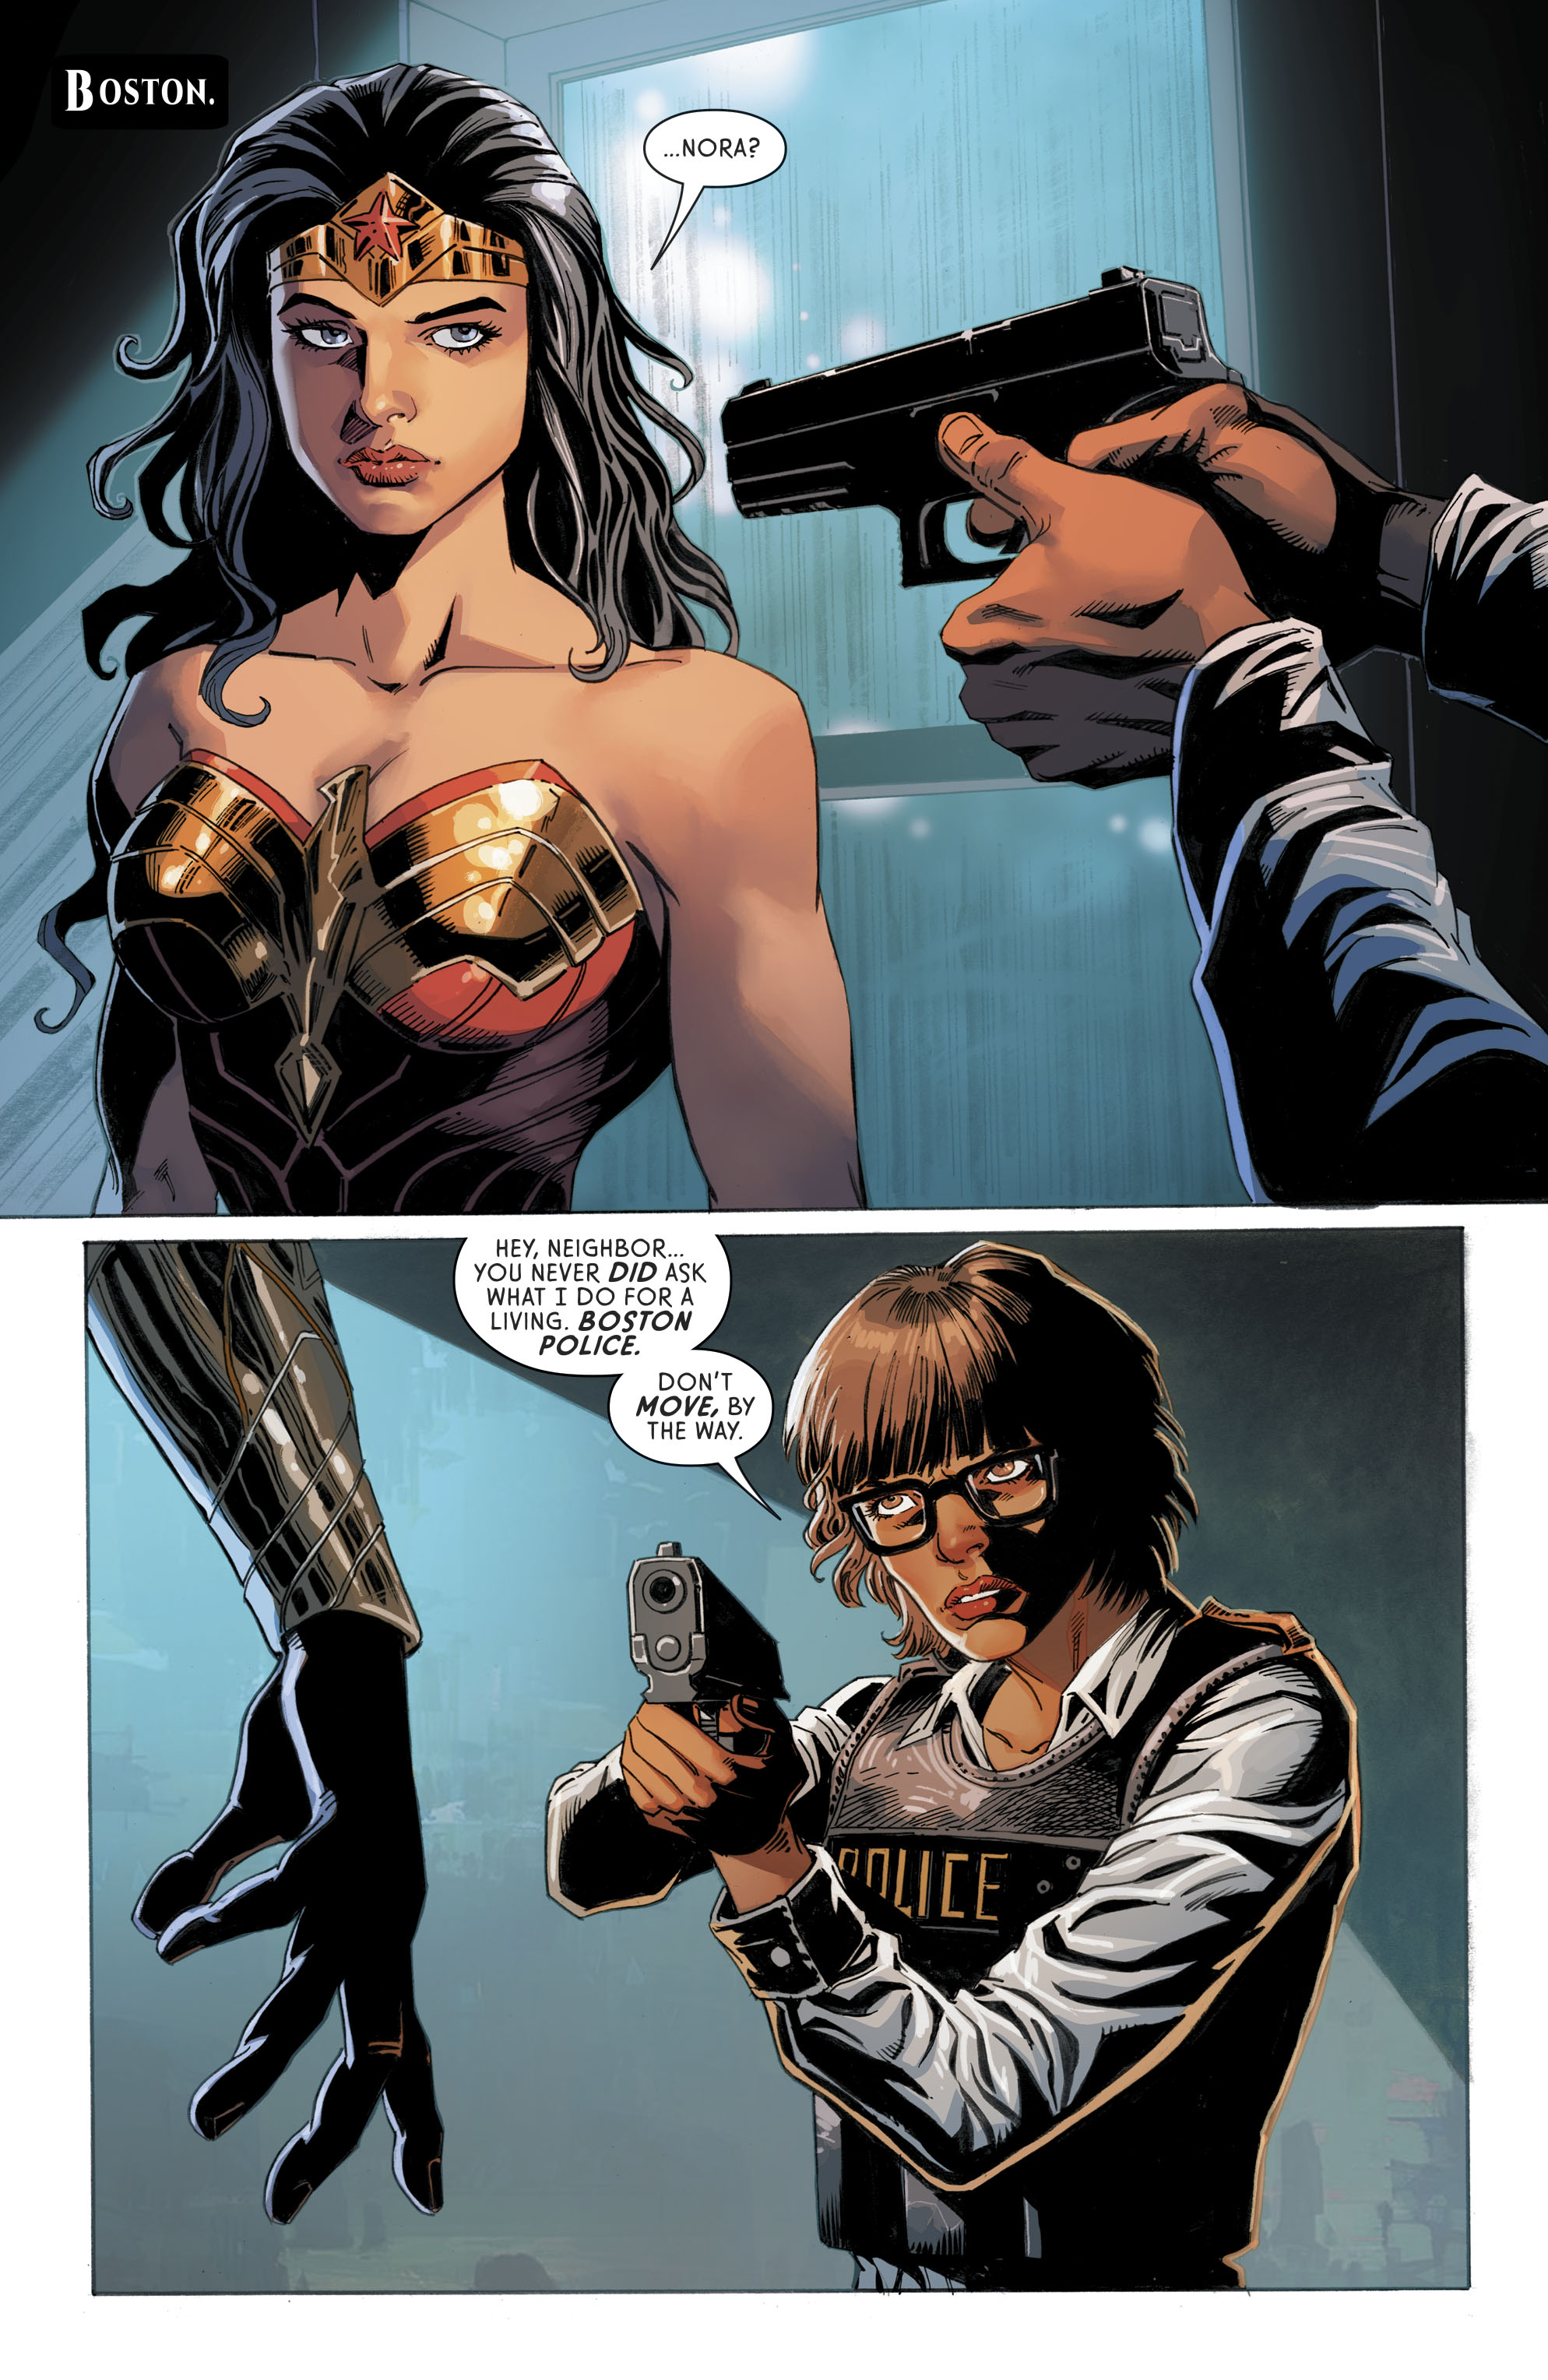 BOSTON.
...NORA?
HEY, NEIGHBOR...
YOU NEVER DID ASK
WHAT I DO FOR A
LIVING. BOSTON
POLICE.
DON'T
MOVE, BY
THE WAY.
POLICE